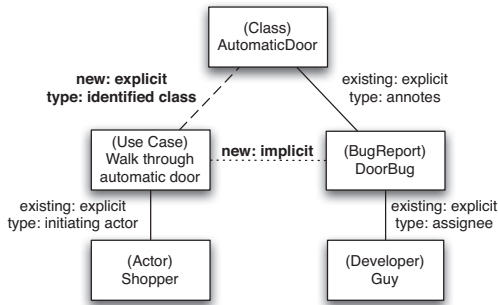 (Class)
AutomaticDoor
new: explicit
type: identified class
existing: explicit
type: annotes
(Use Case)
Walk through
automatic door
new: implicit
(BugReport)
DoorBug
existing: explicit
type: initiating actor
existing: explicit
type: assignee
(Actor)
Shopper
(Developer)
Guy